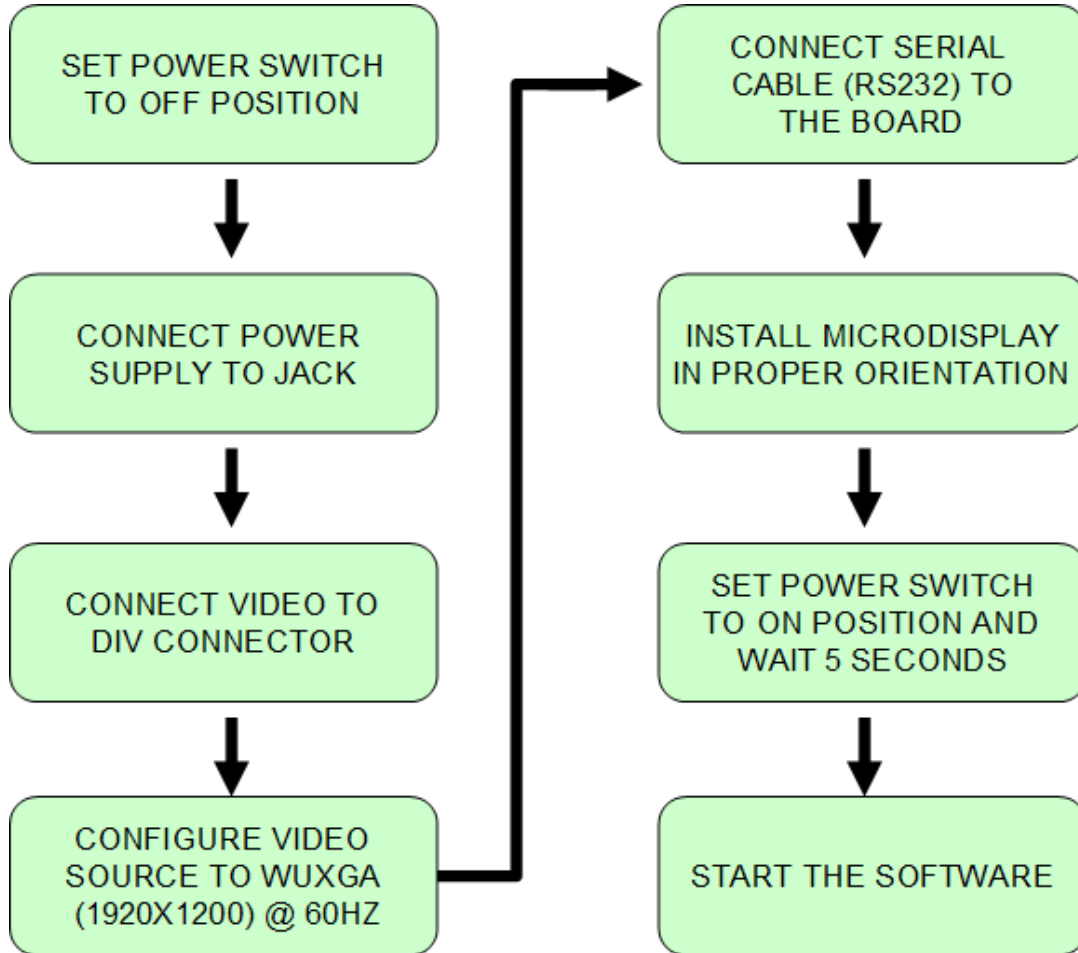 SET POWER SWITCH
TO OFF POSITION
CONNECT POWER
SUPPLY TO JACK
CONNECT VIDEO TO
DIV CONNECTOR
CONFIGURE VIDEO
SOURCE TO WUXGA
(1920X1200) @ 60HZ
CONNECT SERIAL
CABLE (RS232) TO
THE BOARD
INSTALL MICRODISPLAY
IN PROPER ORIENTATION
SET POWER SWITCH
TO ON POSITION AND
WAIT 5 SECONDS
START THE SOFTWARE